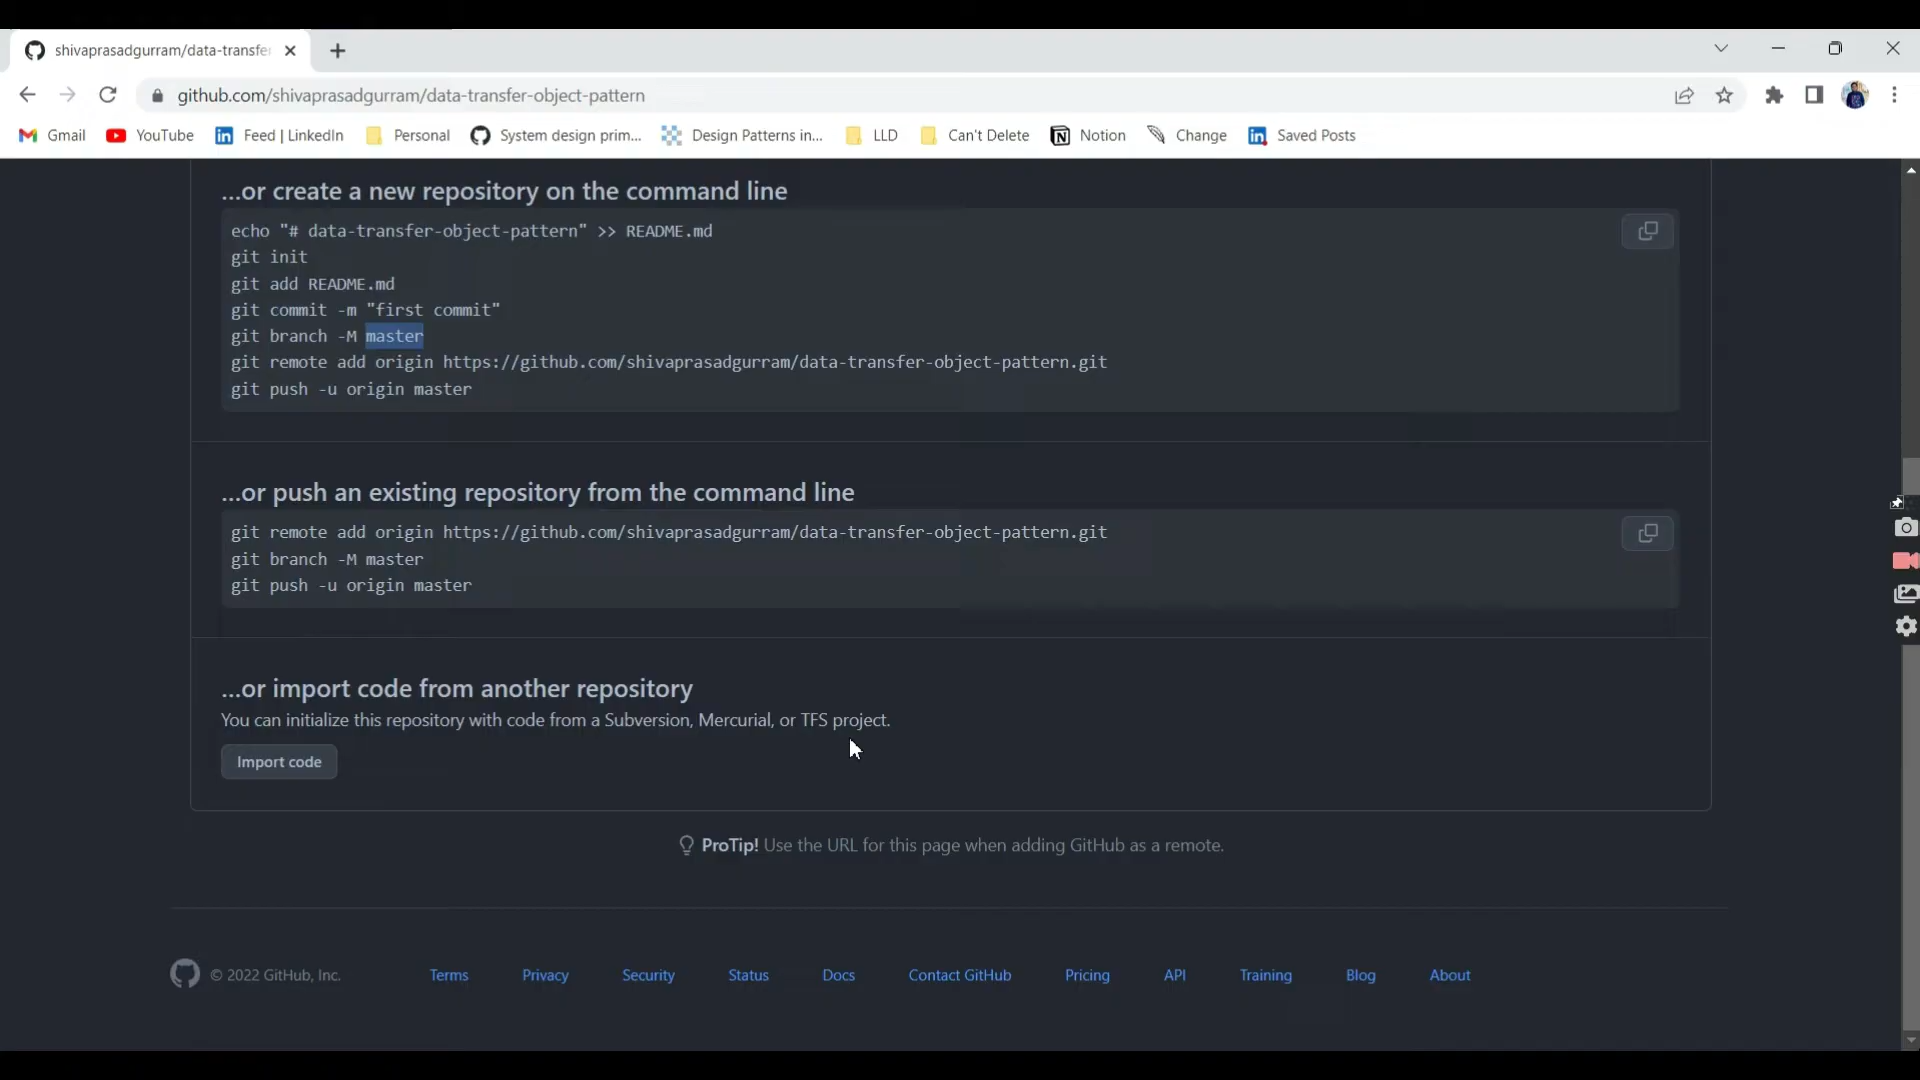 shivaprasadgurram/data-transfe
github.com/shivaprasadgurram/data-transfer-object-pattern
Gmail YouTube Feed | LinkedIn Personal System design prim... Design Patterns in... LLD Can't Delete Notion Change Saved Posts
...or create a new repository on the command line
echo "# data-transfer-object-pattern" >> README.md
git init
git add README.md
git commit -m "first commit"
git branch -M master
git remote add origin https://github.com/shivaprasadgurram/data-transfer-object-pattern.git
git push -u origin master
...or push an existing repository from the command line
git remote add origin https://github.com/shivaprasadgurram/data-transfer-object-pattern.git
git branch -M master
git push -u origin master
...or import code from another repository
You can initialize this repository with code from a Subversion, Mercurial, or TFS project.
Import code
ProTip! Use the URL for this page when adding GitHub as a remote.
© 2022 GitHub, Inc. Terms Privacy Security Status Docs Contact GitHub Pricing API Training Blog About